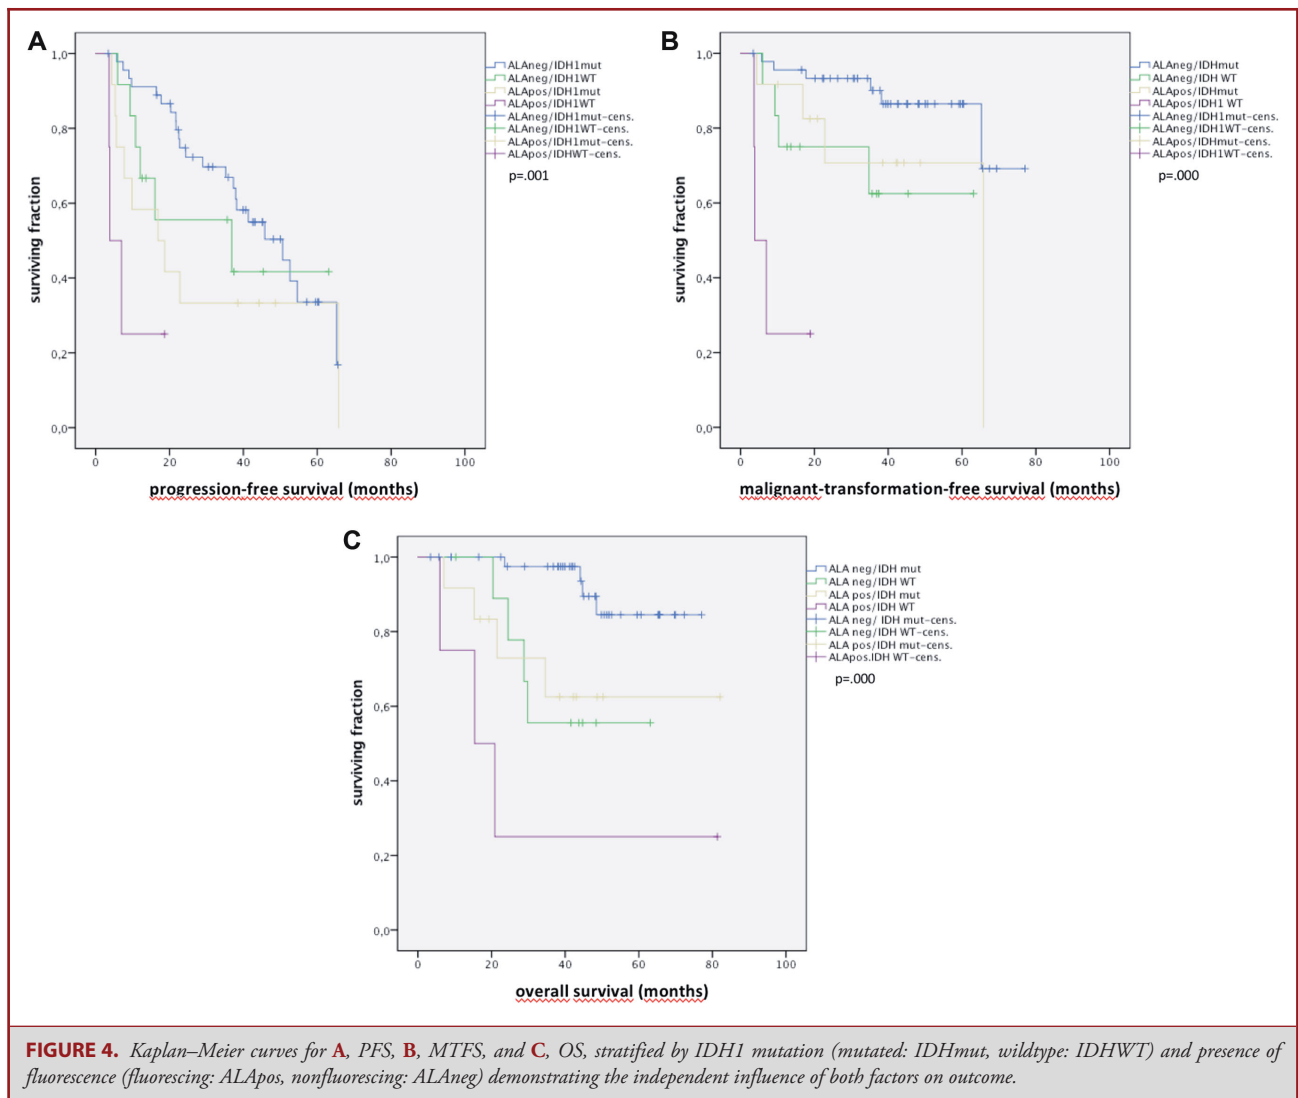 A
1,0
0,8
0,6
0,4
0,2
0,0
surviving fraction
0 20 40 60 80 100
progression-free survival (months)
ALAneg/IDH1mut
ALAneg/IDH1WT
ALApos/IDH1mut
ALApos/IDH1WT
ALAneg/IDH1mut-cens.
ALAneg/IDH1WT-cens.
ALApos/IDH1mut-cens.
ALApos/IDHWT-cens.
p=.001
B
1,0
0,8
0,6
0,4
0,2
0,0
surviving fraction
0 20 40 60 80 100
malignant-transformation-free survival (months)
ALAneg/IDHmut
ALAneg/IDH WT
ALApos/IDHmut
ALApos/IDH1 WT
ALAneg/IDH1mut-cens.
ALAneg/IDH1WT-cens.
ALApos/IDHmut-cens.
ALApos/IDH1WT-cens.
p=.000
C
1,0
0,8
0,6
0,4
0,2
0,0
surviving fraction
0 20 40 60 80 100
overall survival (months)
ALA neg/IDH mut
ALA neg/IDH WT
ALA pos/IDH mut
ALA pos/IDH WT
ALA neg/ IDH mut-cens.
ALA neg/IDH WT-cens.
ALA pos/IDH mut-cens.
ALApos.IDH WT-cens.
p=.000
FIGURE 4. Kaplan–Meier curves for A, PFS, B, MTFS, and C, OS, stratified by IDH1 mutation (mutated: IDHmut, wildtype: IDHWT) and presence of
fluorescence (fluorescing: ALApos, nonfluorescing: ALAneg) demonstrating the independent influence of both factors on outcome.